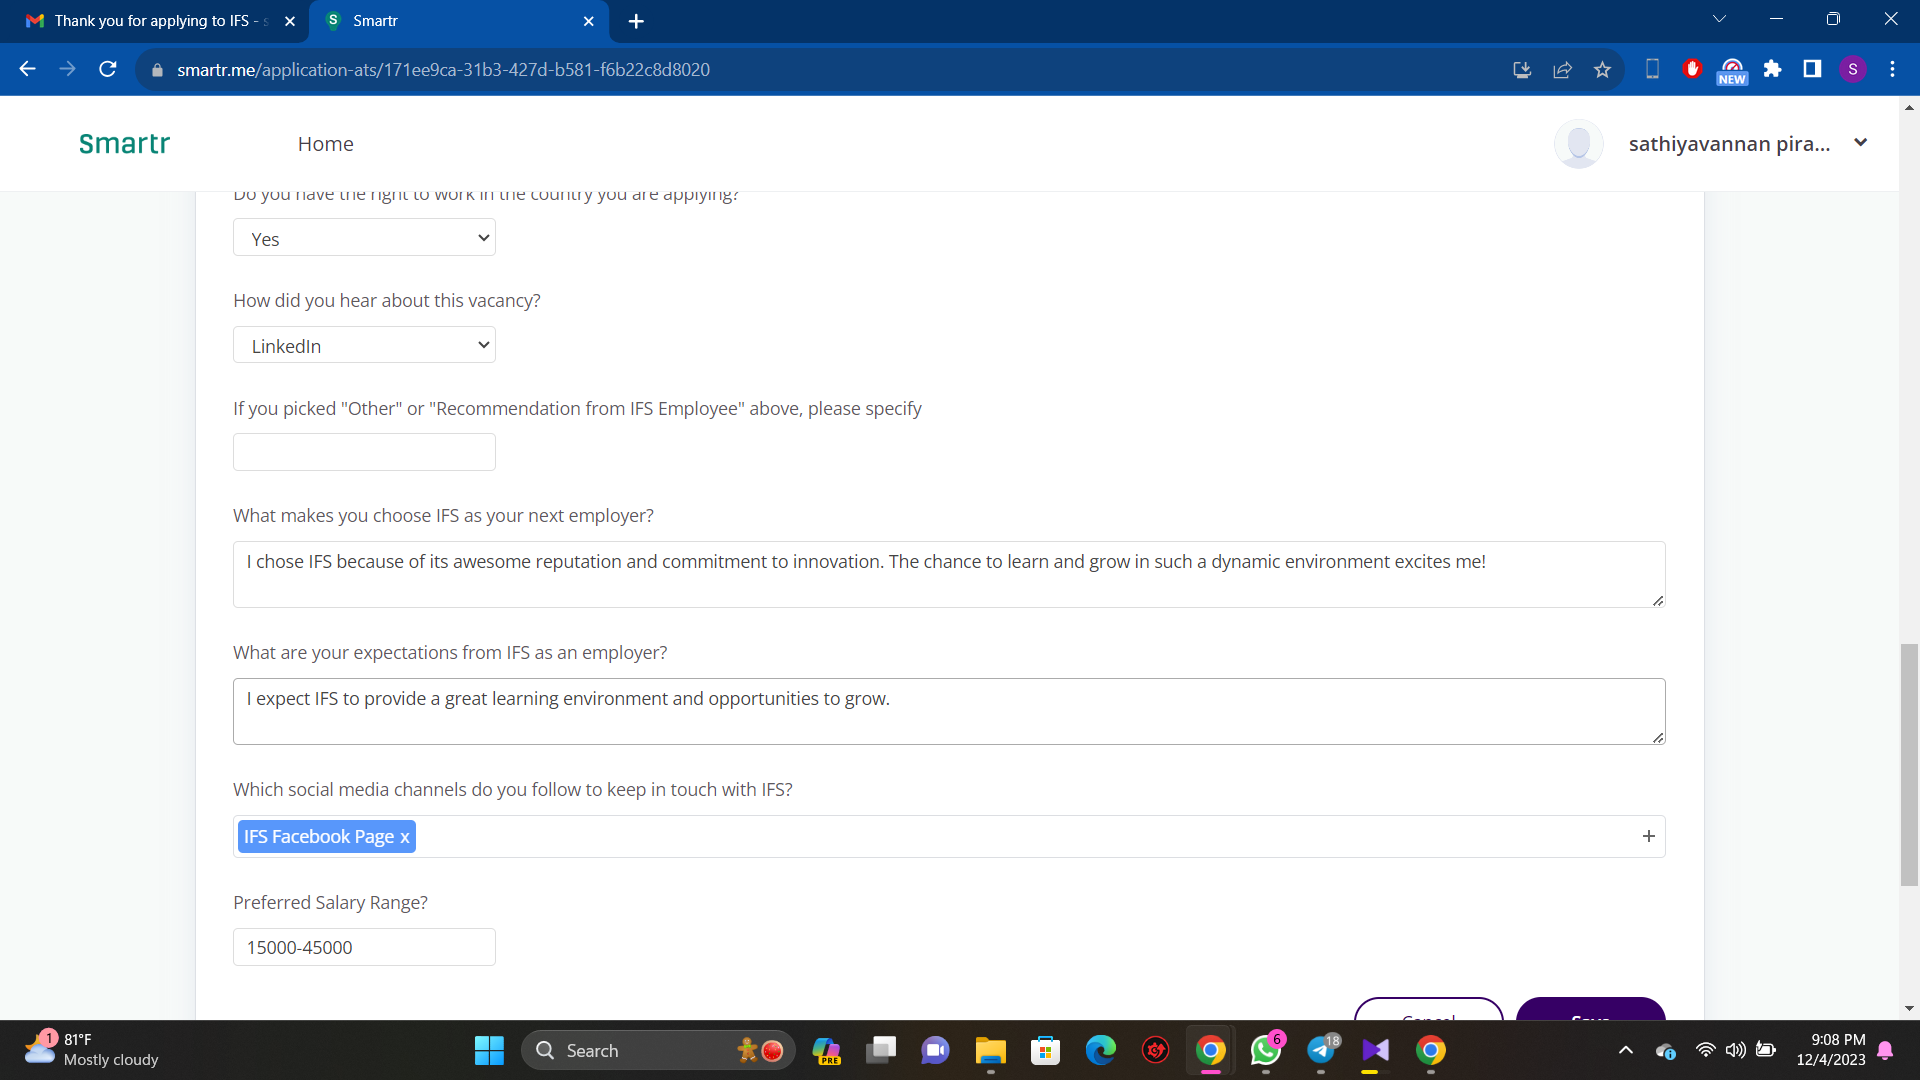 Thank you for applying to IFS - s
Smartr
smartr.me/application-ats/171ee9ca-31b3-427d-b581-f6b22c8d8020
NEW
S
Smartr
Home
sathiyavannan pira...
Do you have the right to work in the country you are applying?
Yes
How did you hear about this vacancy?
LinkedIn
If you picked "Other" or "Recommendation from IFS Employee" above, please specify
What makes you choose IFS as your next employer?
I chose IFS because of its awesome reputation and commitment to innovation. The chance to learn and grow in such a dynamic environment excites me!
What are your expectations from IFS as an employer?
I expect IFS to provide a great learning environment and opportunities to grow.
Which social media channels do you follow to keep in touch with IFS?
IFS Facebook Page x
+
Preferred Salary Range?
15000-45000
Cancel
Save
1
81°F
Mostly cloudy
Search
PRE
6
18
9:08 PM
12/4/2023